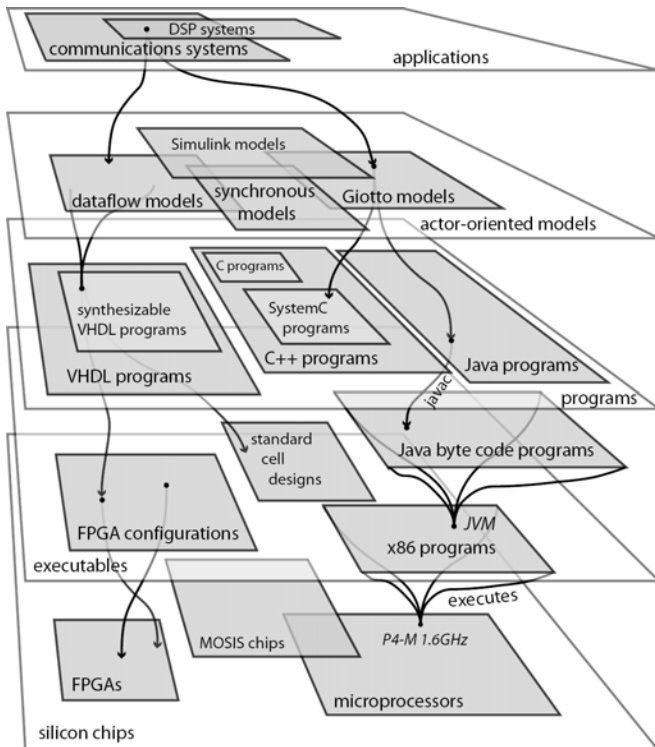 DSP systems
communications systems
applications
Simulink models
dataflow models
synchronous
models
Giotto models
actor-oriented models
C programs
synthesizable
VHDL programs
SystemC
programs
C++ programs
Java programs
VHDL programs
javac
programs
standard
cell
designs
Java byte code programs
FPGA configurations
JVM
x86 programs
executables
executes
MOSIS chips
P4-M 1.6GHz
FPGAs
microprocessors
silicon chips